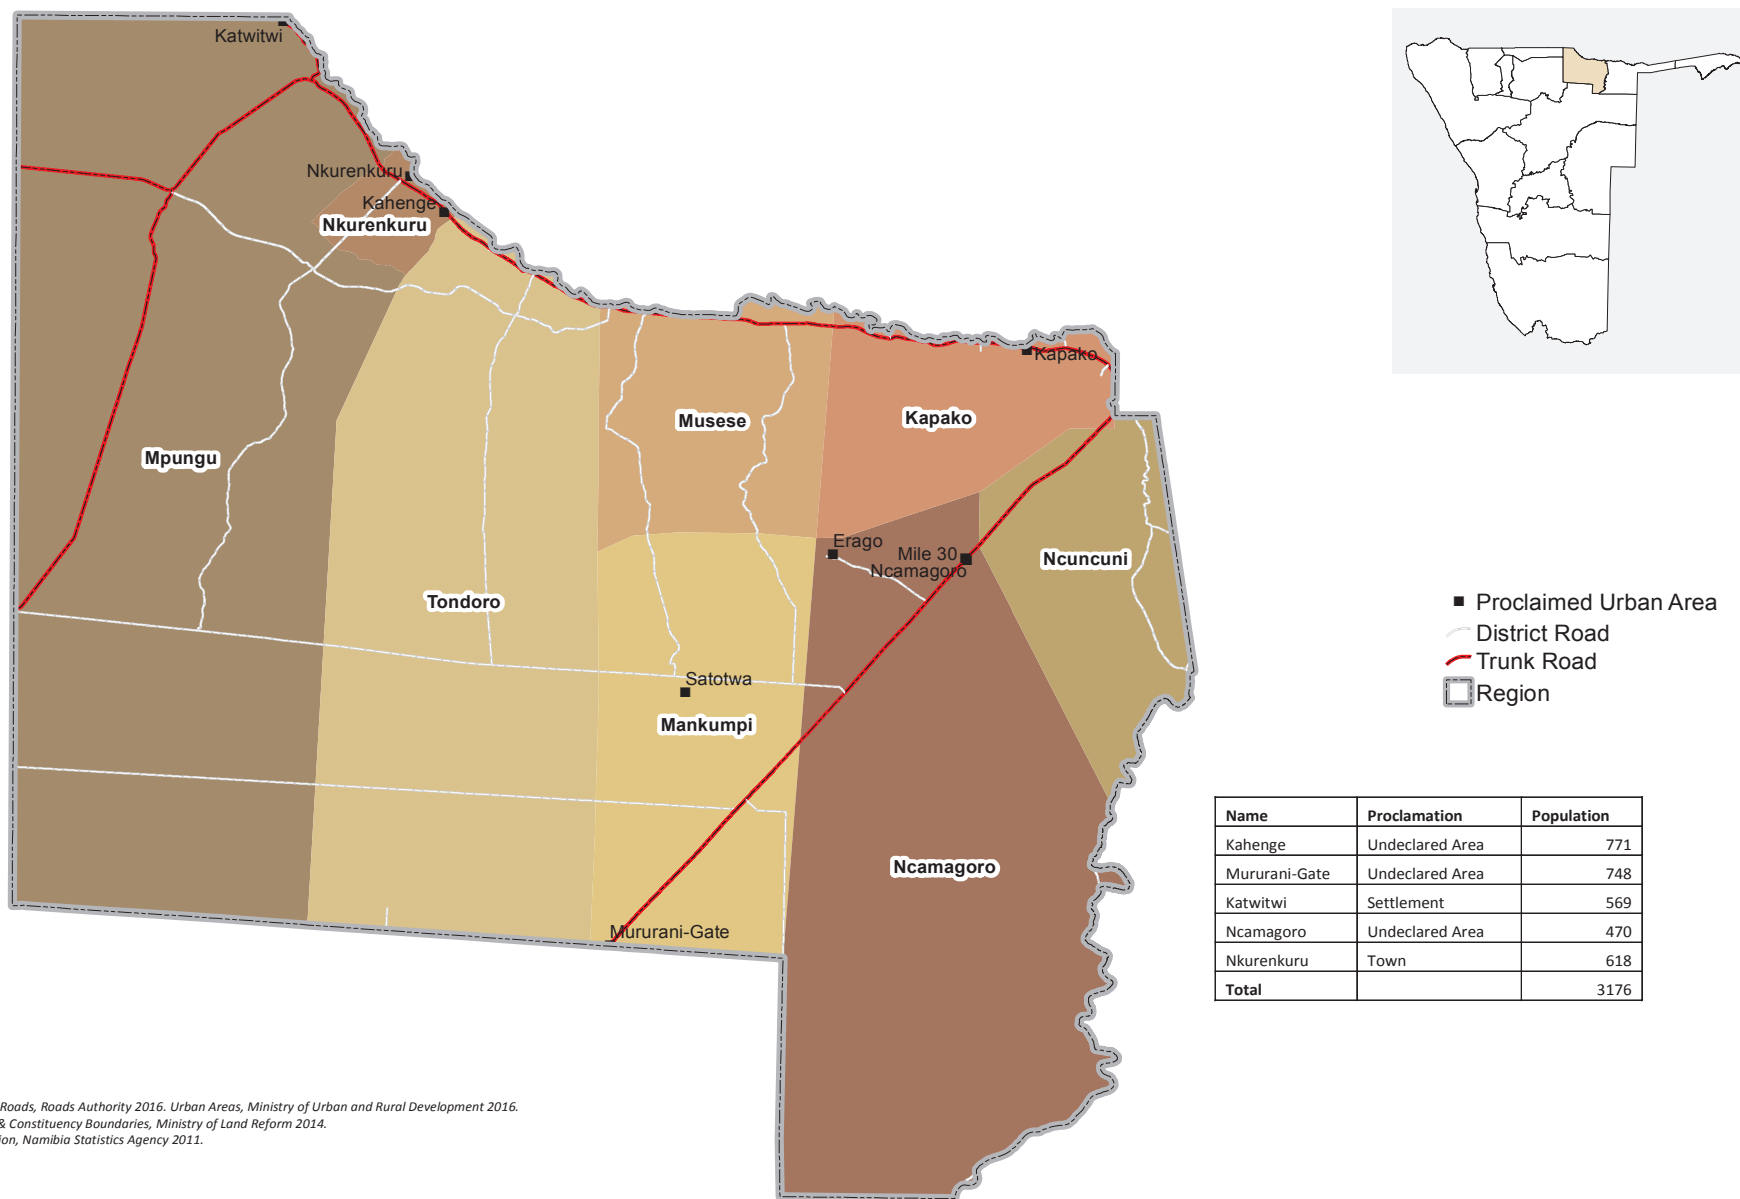 Katwitwi
Nkurenkuru
Kahenge
Nkurenkuru
Kapako
Musese
Kapako
Mpungu
Erago
Mile 30
Ncamagoro
Ncuncuni
Tondoro
Satotwa
Mankumpi
Ncamagoro
Mururani-Gate
Proclaimed Urban Area
District Road
Trunk Road
Region
Name Proclamation Population
Kahenge Undeclared Area 771
Mururani-Gate Undeclared Area 748
Katwitwi Settlement 569
Ncamagoro Undeclared Area 470
Nkurenkuru Town 618
Total 3176
Roads, Roads Authority 2016. Urban Areas, Ministry of Urban and Rural Development 2016.
& Constituency Boundaries, Ministry of Land Reform 2014.
ion, Namibia Statistics Agency 2011.